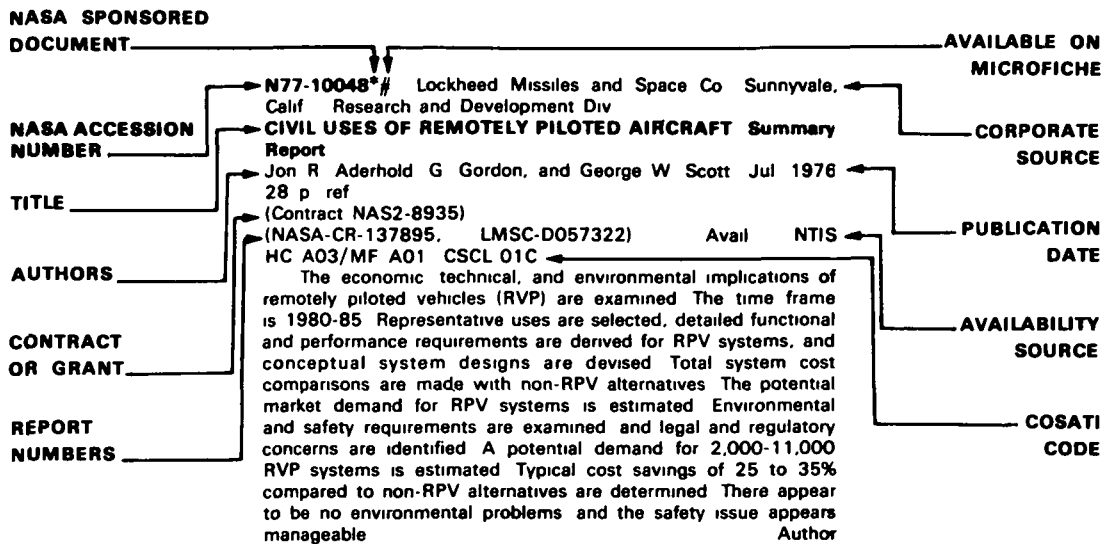 NASA SPONSORED
DOCUMENT
AVAILABLE ON
MICROFICHE
N77-10048*# Lockheed Missiles and Space Co Sunnyvale,
Calif Research and Development Div
NASA ACCESSION
NUMBER
CIVIL USES OF REMOTELY PILOTED AIRCRAFT Summary
Report
CORPORATE
SOURCE
Jon R Aderhold G Gordon, and George W Scott Jul 1976
28 p ref
TITLE
(Contract NAS2-8935)
(NASA-CR-137895, LMSC-D057322) Avail NTIS
HC A03/MF A01 CSCL 01C
PUBLICATION
DATE
AUTHORS
The economic technical, and environmental implications of
remotely piloted vehicles (RVP) are examined The time frame
is 1980-85 Representative uses are selected, detailed functional
and performance requirements are derived for RPV systems, and
conceptual system designs are devised Total system cost
comparisons are made with non-RPV alternatives The potential
market demand for RPV systems is estimated Environmental
and safety requirements are examined and legal and regulatory
concerns are identified A potential demand for 2,000-11,000
RVP systems is estimated Typical cost savings of 25 to 35%
compared to non-RPV alternatives are determined There appear
to be no environmental problems and the safety issue appears
manageable Author
CONTRACT
OR GRANT
AVAILABILITY
SOURCE
REPORT
NUMBERS
COSATI
CODE